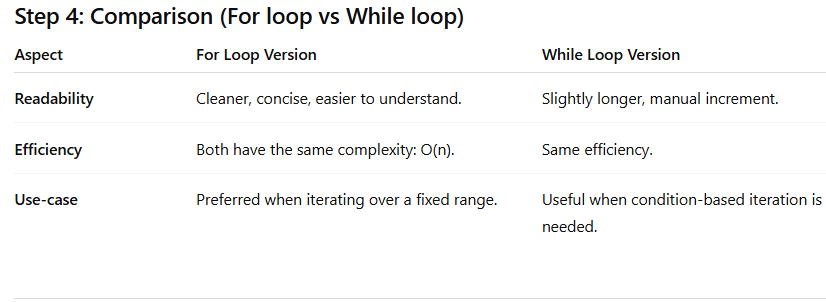 Step 4: Comparison (For loop vs While loop)
Aspect For Loop Version While Loop Version
Readability Cleaner, concise, easier to understand. Slightly longer, manual increment.
Efficiency Both have the same complexity: O(n). Same efficiency.
Use-case Preferred when iterating over a fixed range. Useful when condition-based iteration is
needed.